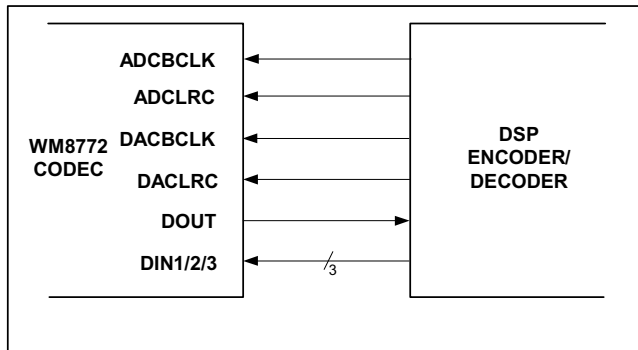 ADCBCLK
ADCLRC
WM8772
CODEC
DACBCLK
DACLRC
DOUT
DIN1/2/3
3
DSP
ENCODER/
DECODER